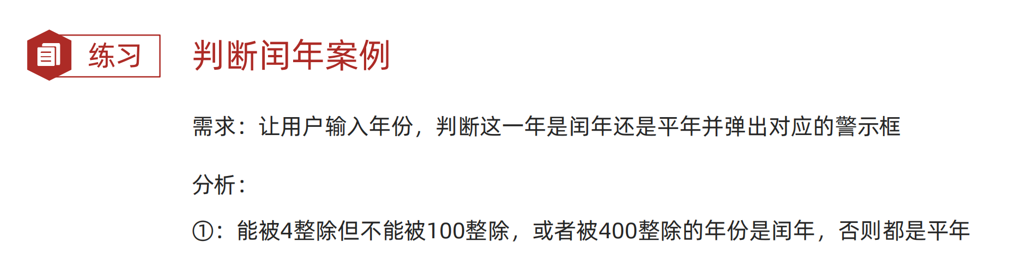 练习
判断闰年案例
需求：让用户输入年份，判断这一年是闰年还是平年并弹出对应的警示框
分析：
①：能被4整除但不能被100整除，或者被400整除的年份是闰年，否则都是平年